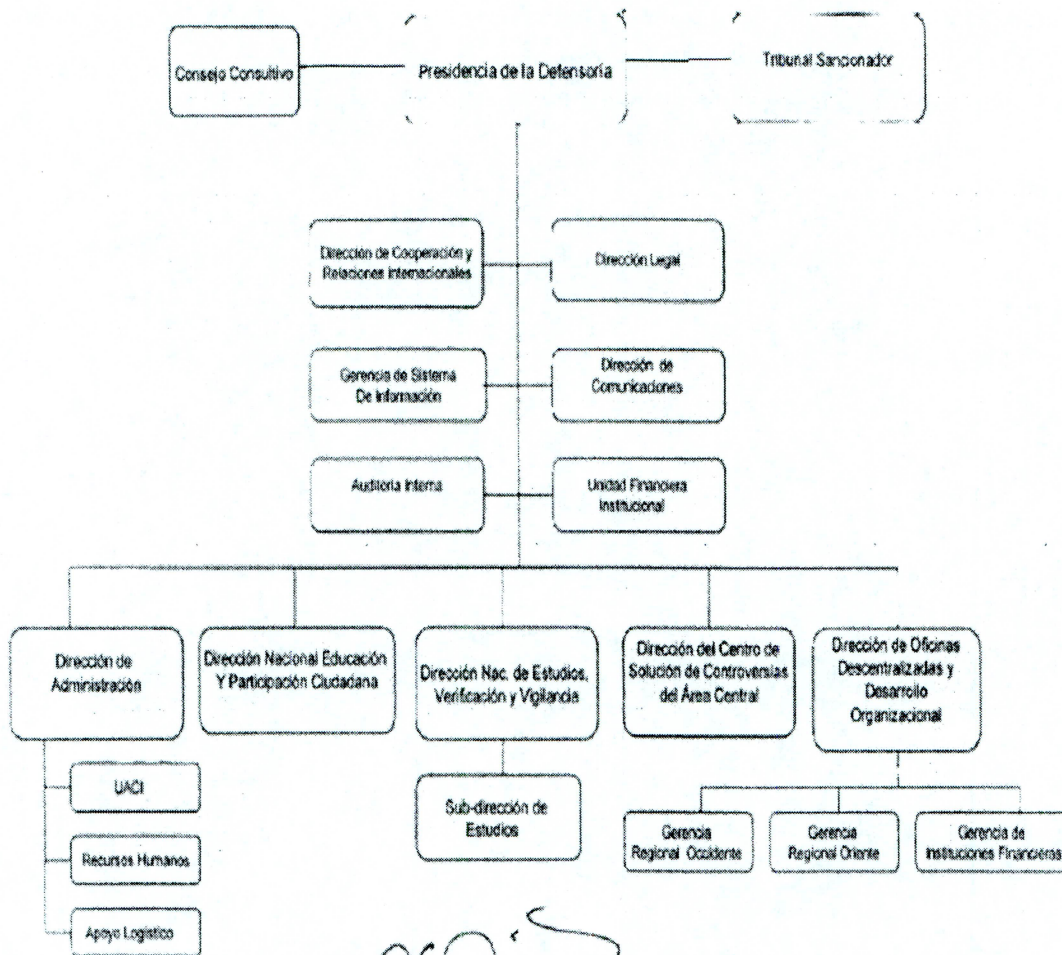 Consejo Consultivo
Presidencia de la Defensoría
Tribunal Sancionador
Dirección de Cooperación y
Relaciones Internacionales
Dirección Legal
Gerencia de Sistema
De Información
Dirección de
Comunicaciones
Auditoria Interna
Unidad Financiera
Institucional
Dirección de
Administración
Dirección Nacional Educación
Y Participación Ciudadana
Dirección Nac. de Estudios,
Verificación y Vigilancia
Dirección del Centro de
Solución de Controversias
del Área Central
Dirección de Oficinas
Descentralizadas y
Desarrollo
Organizacional
UACI
Recursos Humanos
Apoyo Logístico
Sub-dirección de
Estudios
Gerencia
Regional Occidente
Gerencia
Regional Oriente
Gerencia de
Instituciones Financieras